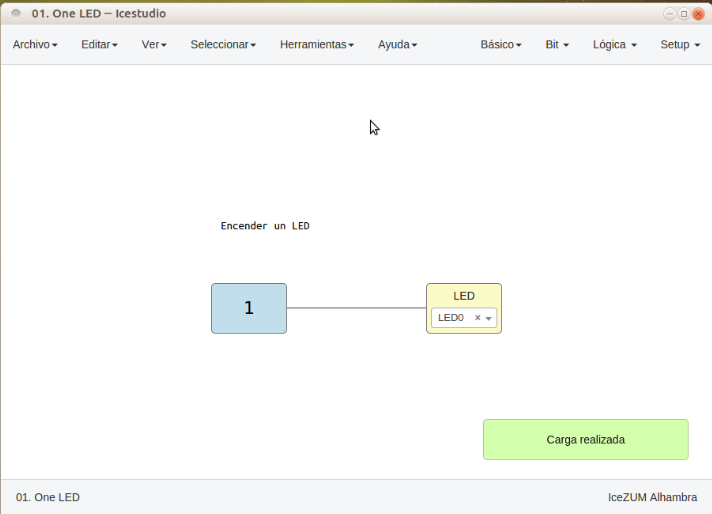 01. One LED – Icestudio
Archivo Editar Ver Seleccionar Herramientas Ayuda Básico Bit Lógica Setup
Encender un LED
1
LED
LED0 ×
Carga realizada
01. One LED IceZUM Alhambra